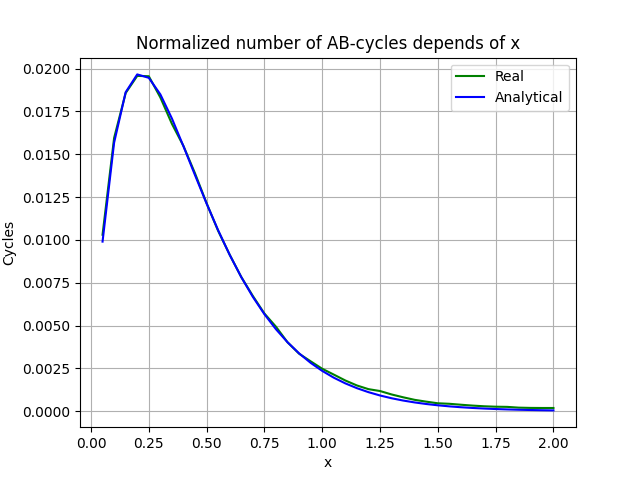 Normalized number of AB-cycles depends of x
Real
Analytical
0.0200
0.0175
0.0150
0.0125
0.0100
0.0075
0.0050
0.0025
0.0000
Cycles
0.00 0.25 0.50 0.75 1.00 1.25 1.50 1.75 2.00
x